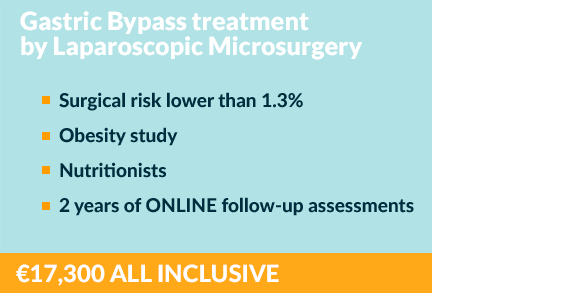 Gastric Bypass treatment
by Laparoscopic Microsurgery
Surgical risk lower than 1.3%
Obesity study
Nutritionists
2 years of ONLINE follow-up assessments
€17,300 ALL INCLUSIVE